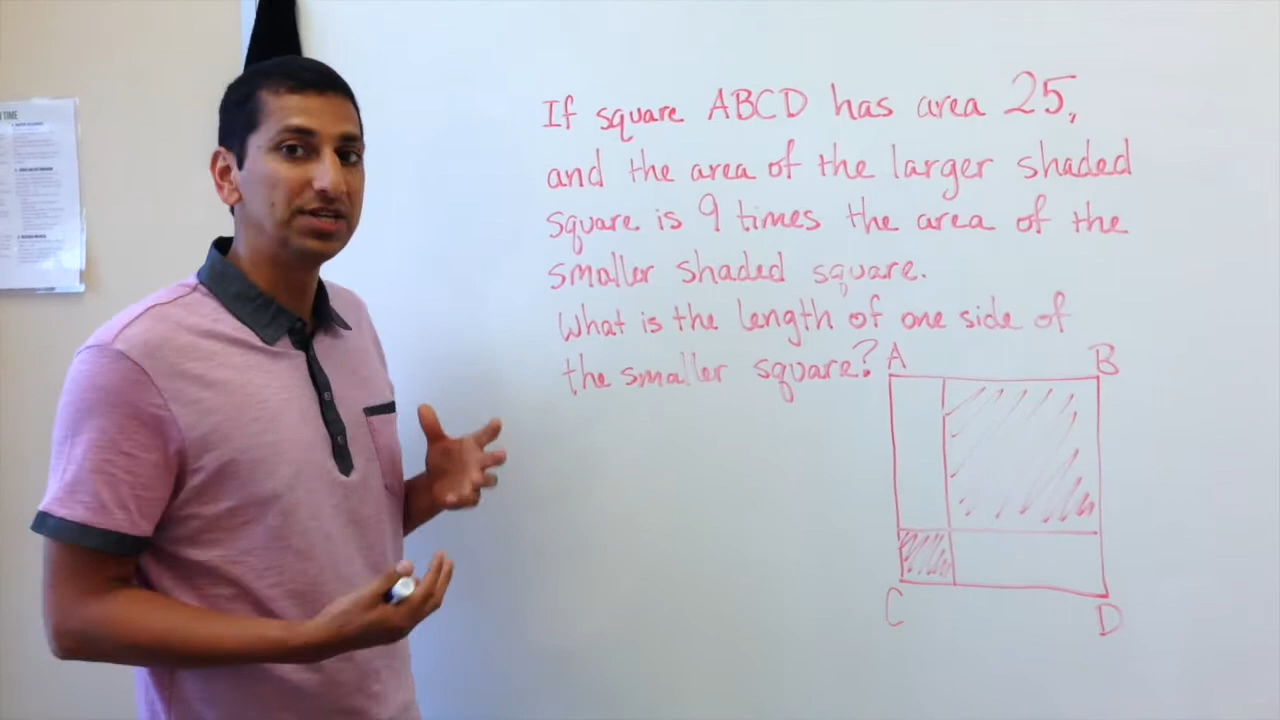 If square ABCD has area 25,
and the area of the larger shaded
square is 9 times the area of the
smaller shaded square.
What is the length of one side of
the smaller square?
A B
C D
TIME